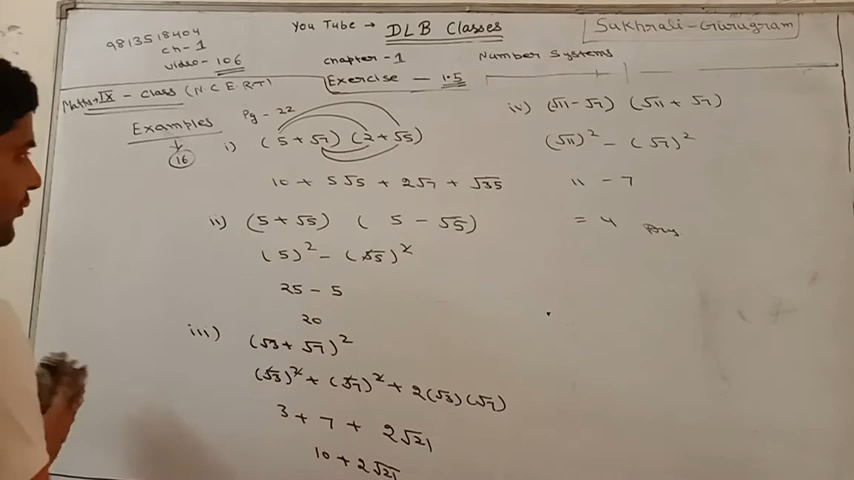 9813518404
ch-1
video-106
You Tube → DLB Classes
Sukhrali-Gurugram
chapter-1
Number Systems
Exercise - 1.5
Maths-IX-class (N C E R T)
Pg-22
Examples
↓
16
i) (5+√7) (2+√5)
10 + 5√5 + 2√7 + √35
ii) (5+√5) ( 5 - √5)
(5)² - (√5)²
25 - 5
20
iii) (√3 + √7)²
(√3)² + (√7)² + 2(√3)(√7)
3 + 7 + 2√21
10 + 2√21
iv) (√11 - √7) (√11 + √7)
(√11)² - (√7)²
11 - 7
= 4 Ans